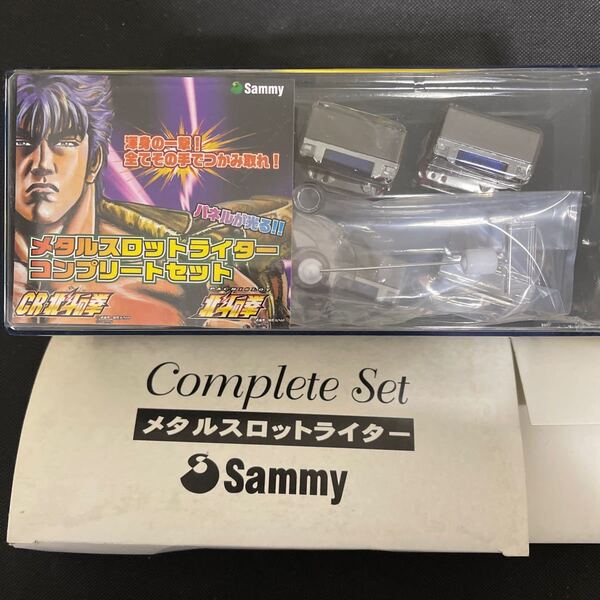 Sammy
渾身の一撃!
全てその手でつかみ取れ!
パネルが光る!!
メタルスロットライター
コンプリートセット
CR北斗の拳
PACHISLOT
北斗の拳
Complete Set
メタルスロットライター
Sammy